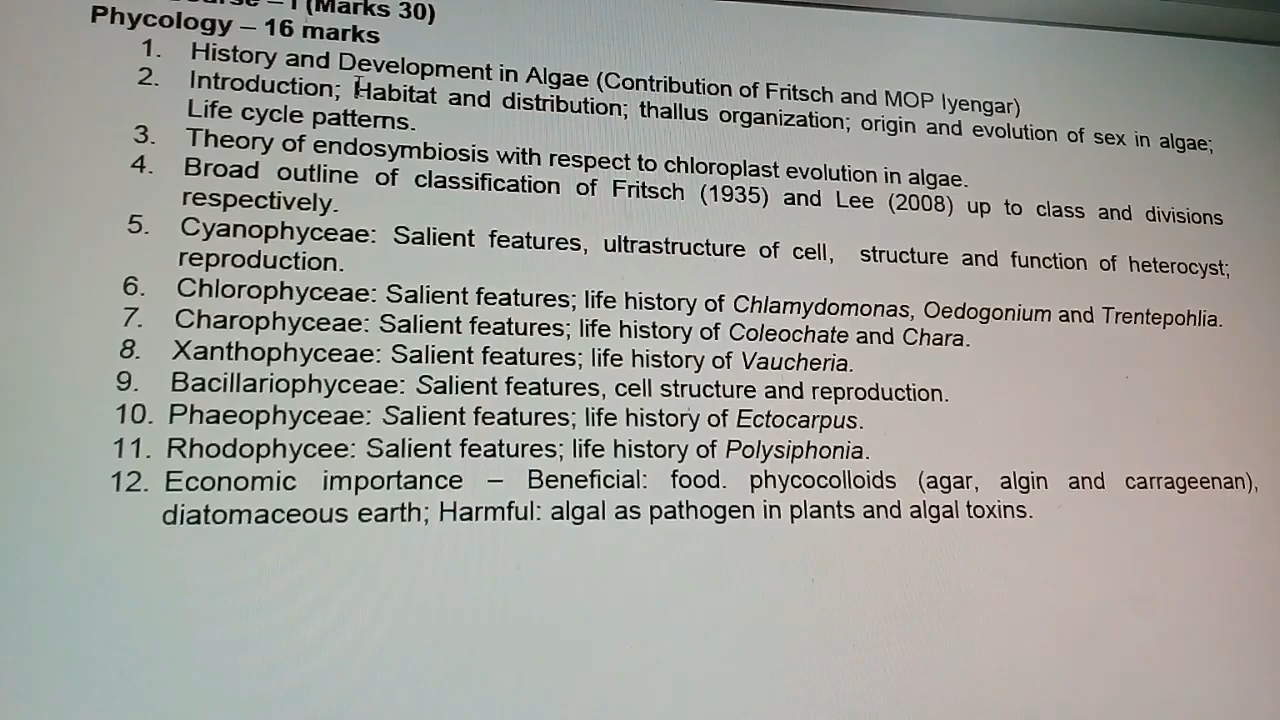 – I (Marks 30)
Phycology – 16 marks
1. History and Development in Algae (Contribution of Fritsch and MOP Iyengar)
2. Introduction; Habitat and distribution; thallus organization; origin and evolution of sex in algae;
Life cycle patterns.
3. Theory of endosymbiosis with respect to chloroplast evolution in algae.
4. Broad outline of classification of Fritsch (1935) and Lee (2008) up to class and divisions
respectively.
5. Cyanophyceae: Salient features, ultrastructure of cell, structure and function of heterocyst;
reproduction.
6. Chlorophyceae: Salient features; life history of Chlamydomonas, Oedogonium and Trentepohlia.
7. Charophyceae: Salient features; life history of Coleochate and Chara.
8. Xanthophyceae: Salient features; life history of Vaucheria.
9. Bacillariophyceae: Salient features, cell structure and reproduction.
10. Phaeophyceae: Salient features; life history of Ectocarpus.
11. Rhodophycee: Salient features; life history of Polysiphonia.
12. Economic importance – Beneficial: food. phycocolloids (agar, algin and carrageenan),
diatomaceous earth; Harmful: algal as pathogen in plants and algal toxins.